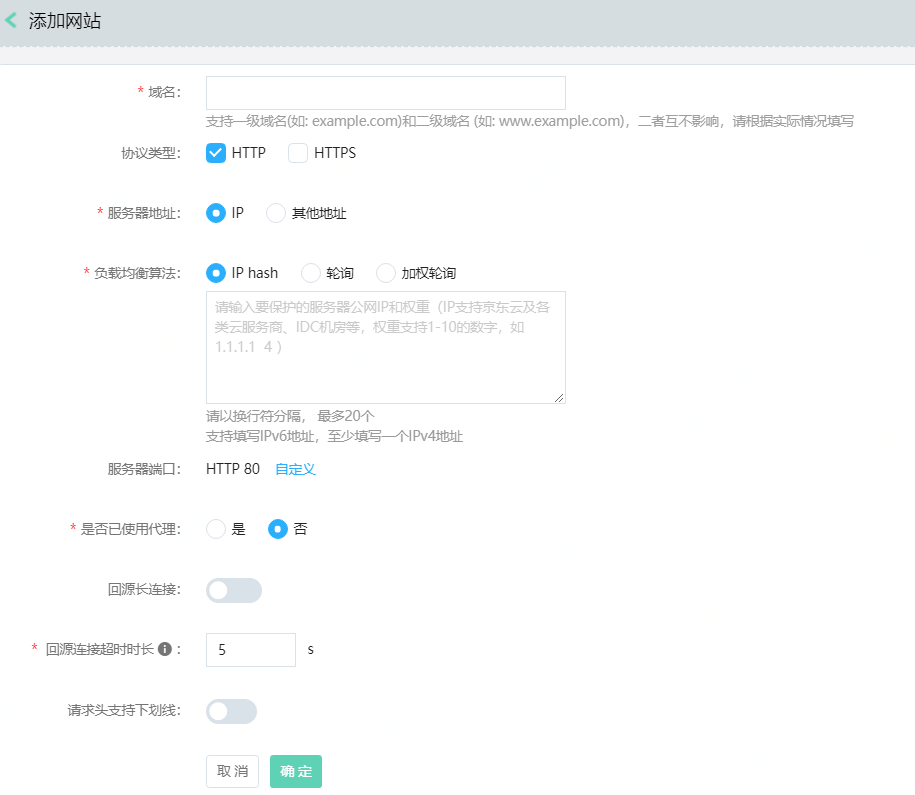 添加网站
* 域名：
支持一级域名(如: example.com)和二级域名 (如: www.example.com)，二者互不影响，请根据实际情况填写
协议类型： HTTP HTTPS
* 服务器地址： IP 其他地址
* 负载均衡算法： IP hash 轮询 加权轮询
请输入要保护的服务器公网IP和权重（IP支持京东云及各
类云服务商、IDC机房等，权重支持1-10的数字，如
1.1.1.1 4 ）
请以换行符分隔， 最多20个
支持填写IPv6地址，至少填写一个IPv4地址
服务器端口： HTTP 80 自定义
* 是否已使用代理： 是 否
回源长连接：
* 回源连接超时时长 ： 5 s
请求头支持下划线：
取消 确定